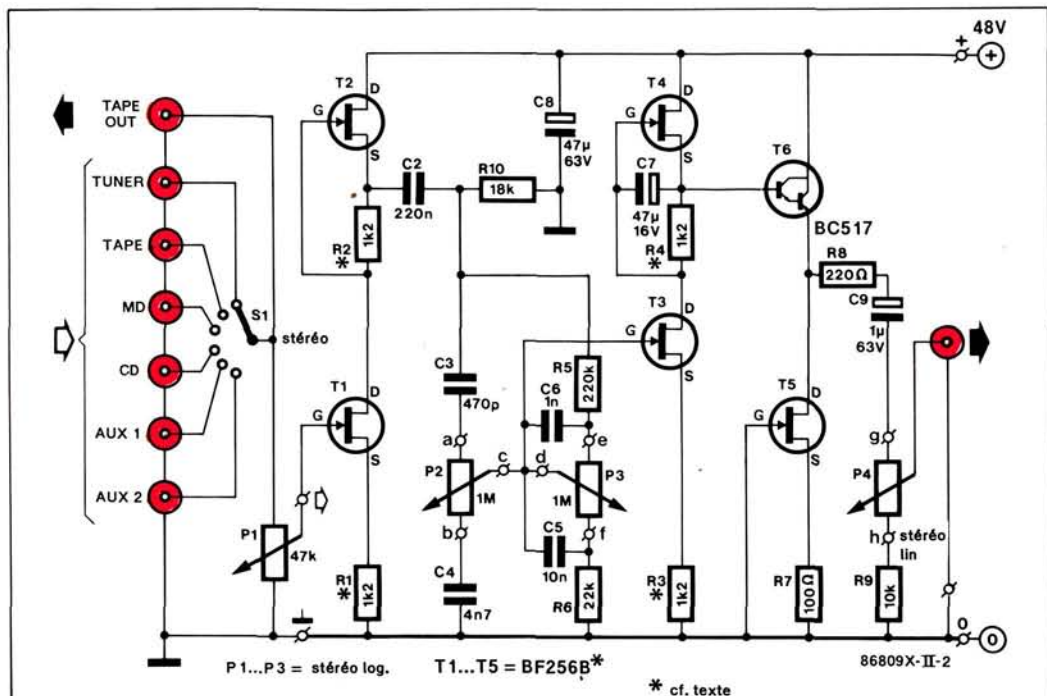 + 48V
+
TAPE OUT
TUNER
TAPE
MD
CD
AUX 1
AUX 2
S1
stéréo
P1
47k
T2
D
G
S
C2
220n
R2
1k2
*
T1
D
G
S
R1
1k2
*
R10
18k
C8
47µ
63V
C3
470p
a
P2
1M
b
C4
4n7
c
d
C6
1n
C5
10n
R5
220k
e
P3
1M
f
R6
22k
T4
D
G
S
C7
47µ
16V
R4
1k2
*
T3
D
G
S
R3
1k2
*
T6
BC517
R8
220Ω
C9
1µ
63V
T5
D
G
S
R7
100Ω
g
P4
h
stéréo
lin
R9
10k
0
0
P1...P3 = stéréo log.
T1...T5 = BF256B*
86809X-II-2
* cf. texte